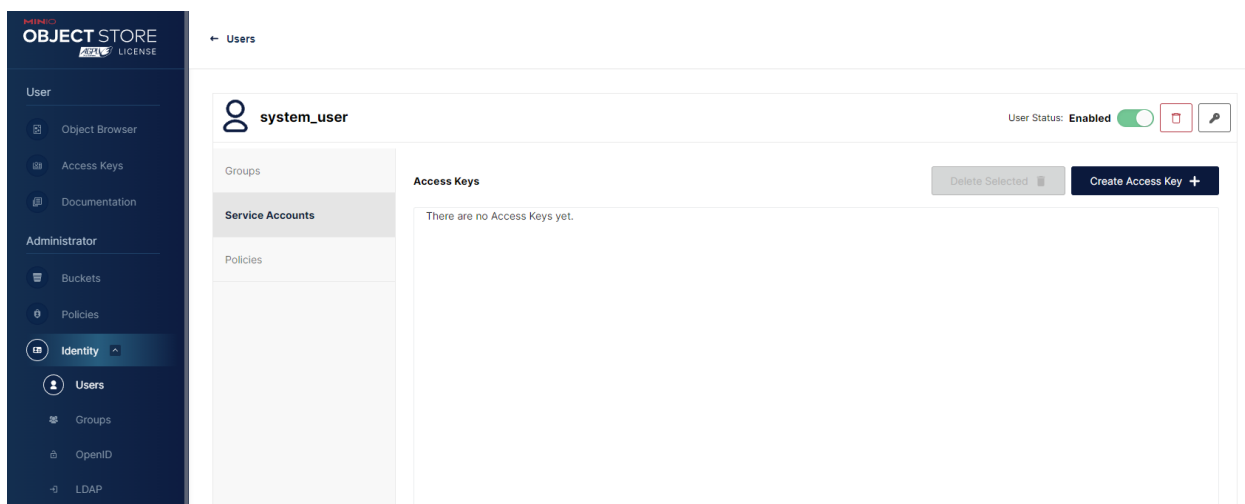 MINIO
OBJECT STORE
AGPLv3 LICENSE
← Users
User
Object Browser
Access Keys
Documentation
Administrator
Buckets
Policies
Identity
Users
Groups
OpenID
LDAP
system_user
User Status: Enabled
Groups
Service Accounts
Policies
Access Keys
Delete Selected
Create Access Key +
There are no Access Keys yet.